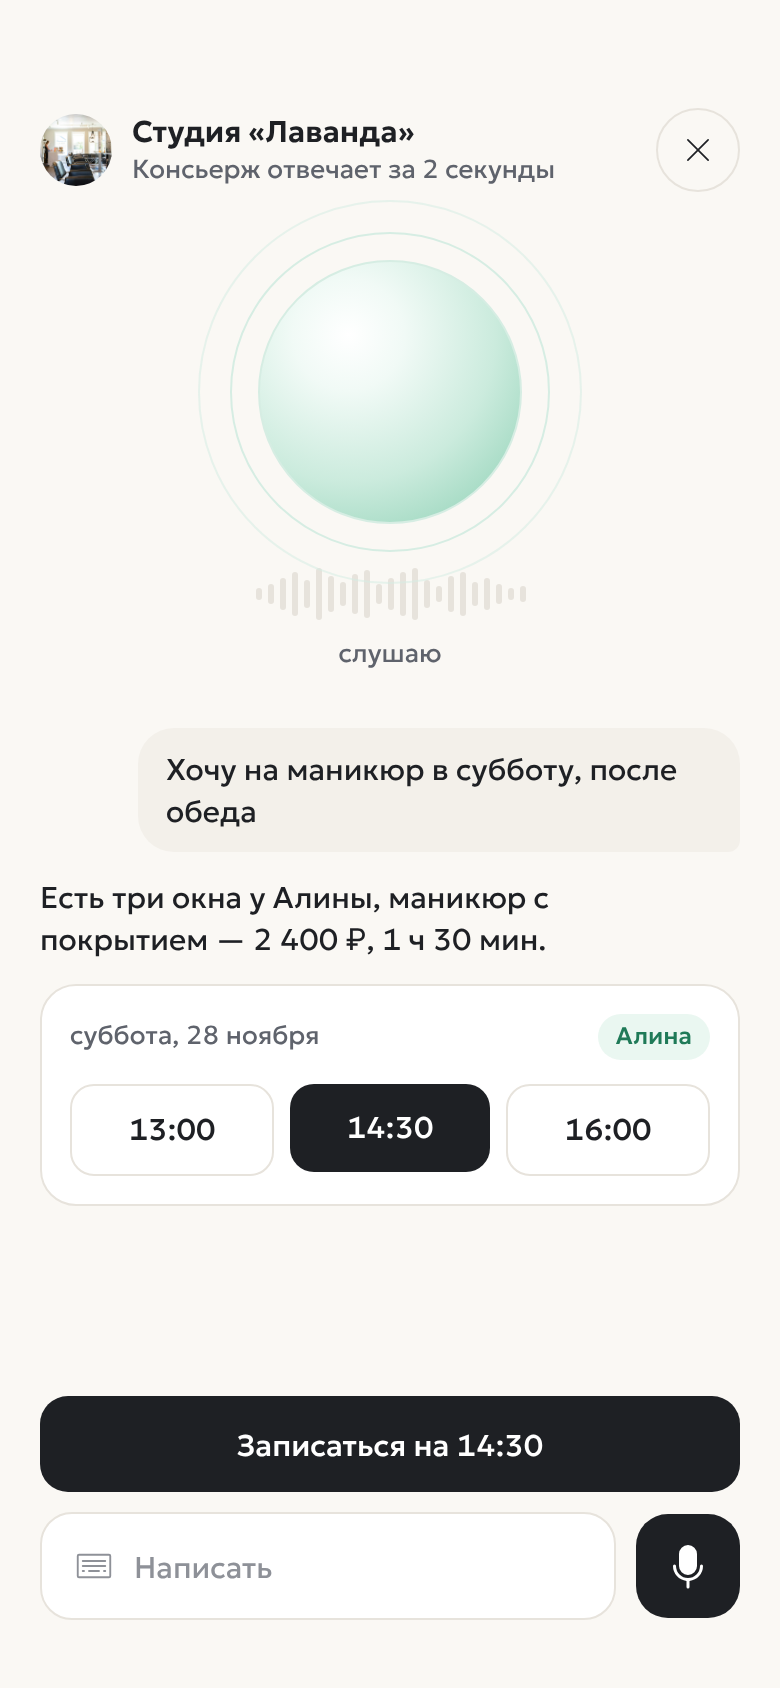 Студия «Лаванда»
Консьерж отвечает за 2 секунды
слушаю
Хочу на маникюр в субботу, после
обеда
Есть три окна у Алины, маникюр с
покрытием — 2 400 ₽, 1 ч 30 мин.
суббота, 28 ноября
Алина
13:00
14:30
16:00
Записаться на 14:30
Написать